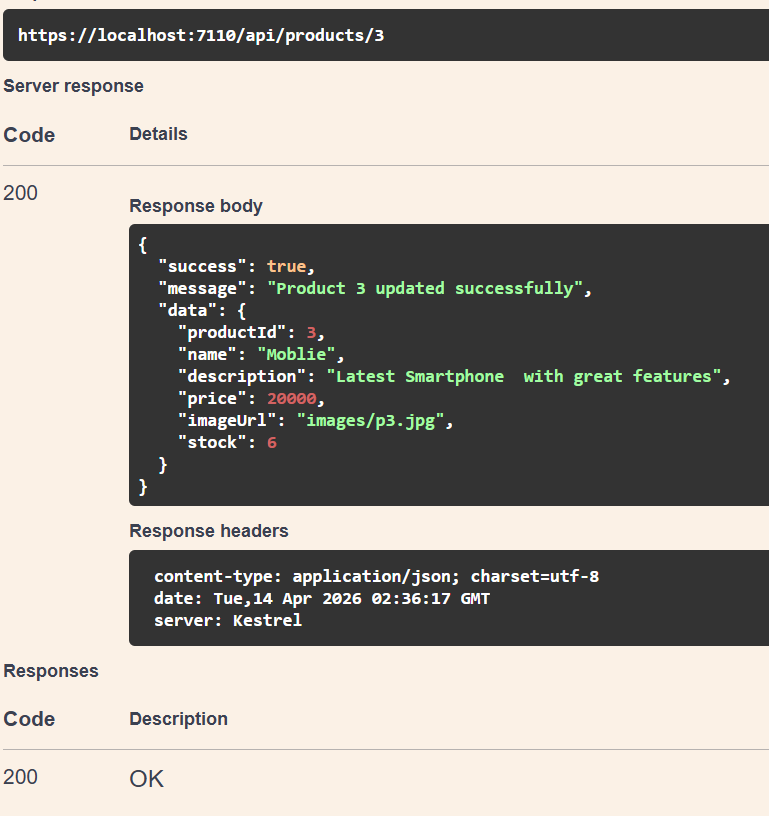 https://localhost:7110/api/products/3
Server response
Code Details
200
Response body
{
  "success": true,
  "message": "Product 3 updated successfully",
  "data": {
    "productId": 3,
    "name": "Moblie",
    "description": "Latest Smartphone  with great features",
    "price": 20000,
    "imageUrl": "images/p3.jpg",
    "stock": 6
  }
}
Response headers
content-type: application/json; charset=utf-8
date: Tue,14 Apr 2026 02:36:17 GMT
server: Kestrel
Responses
Code Description
200 OK